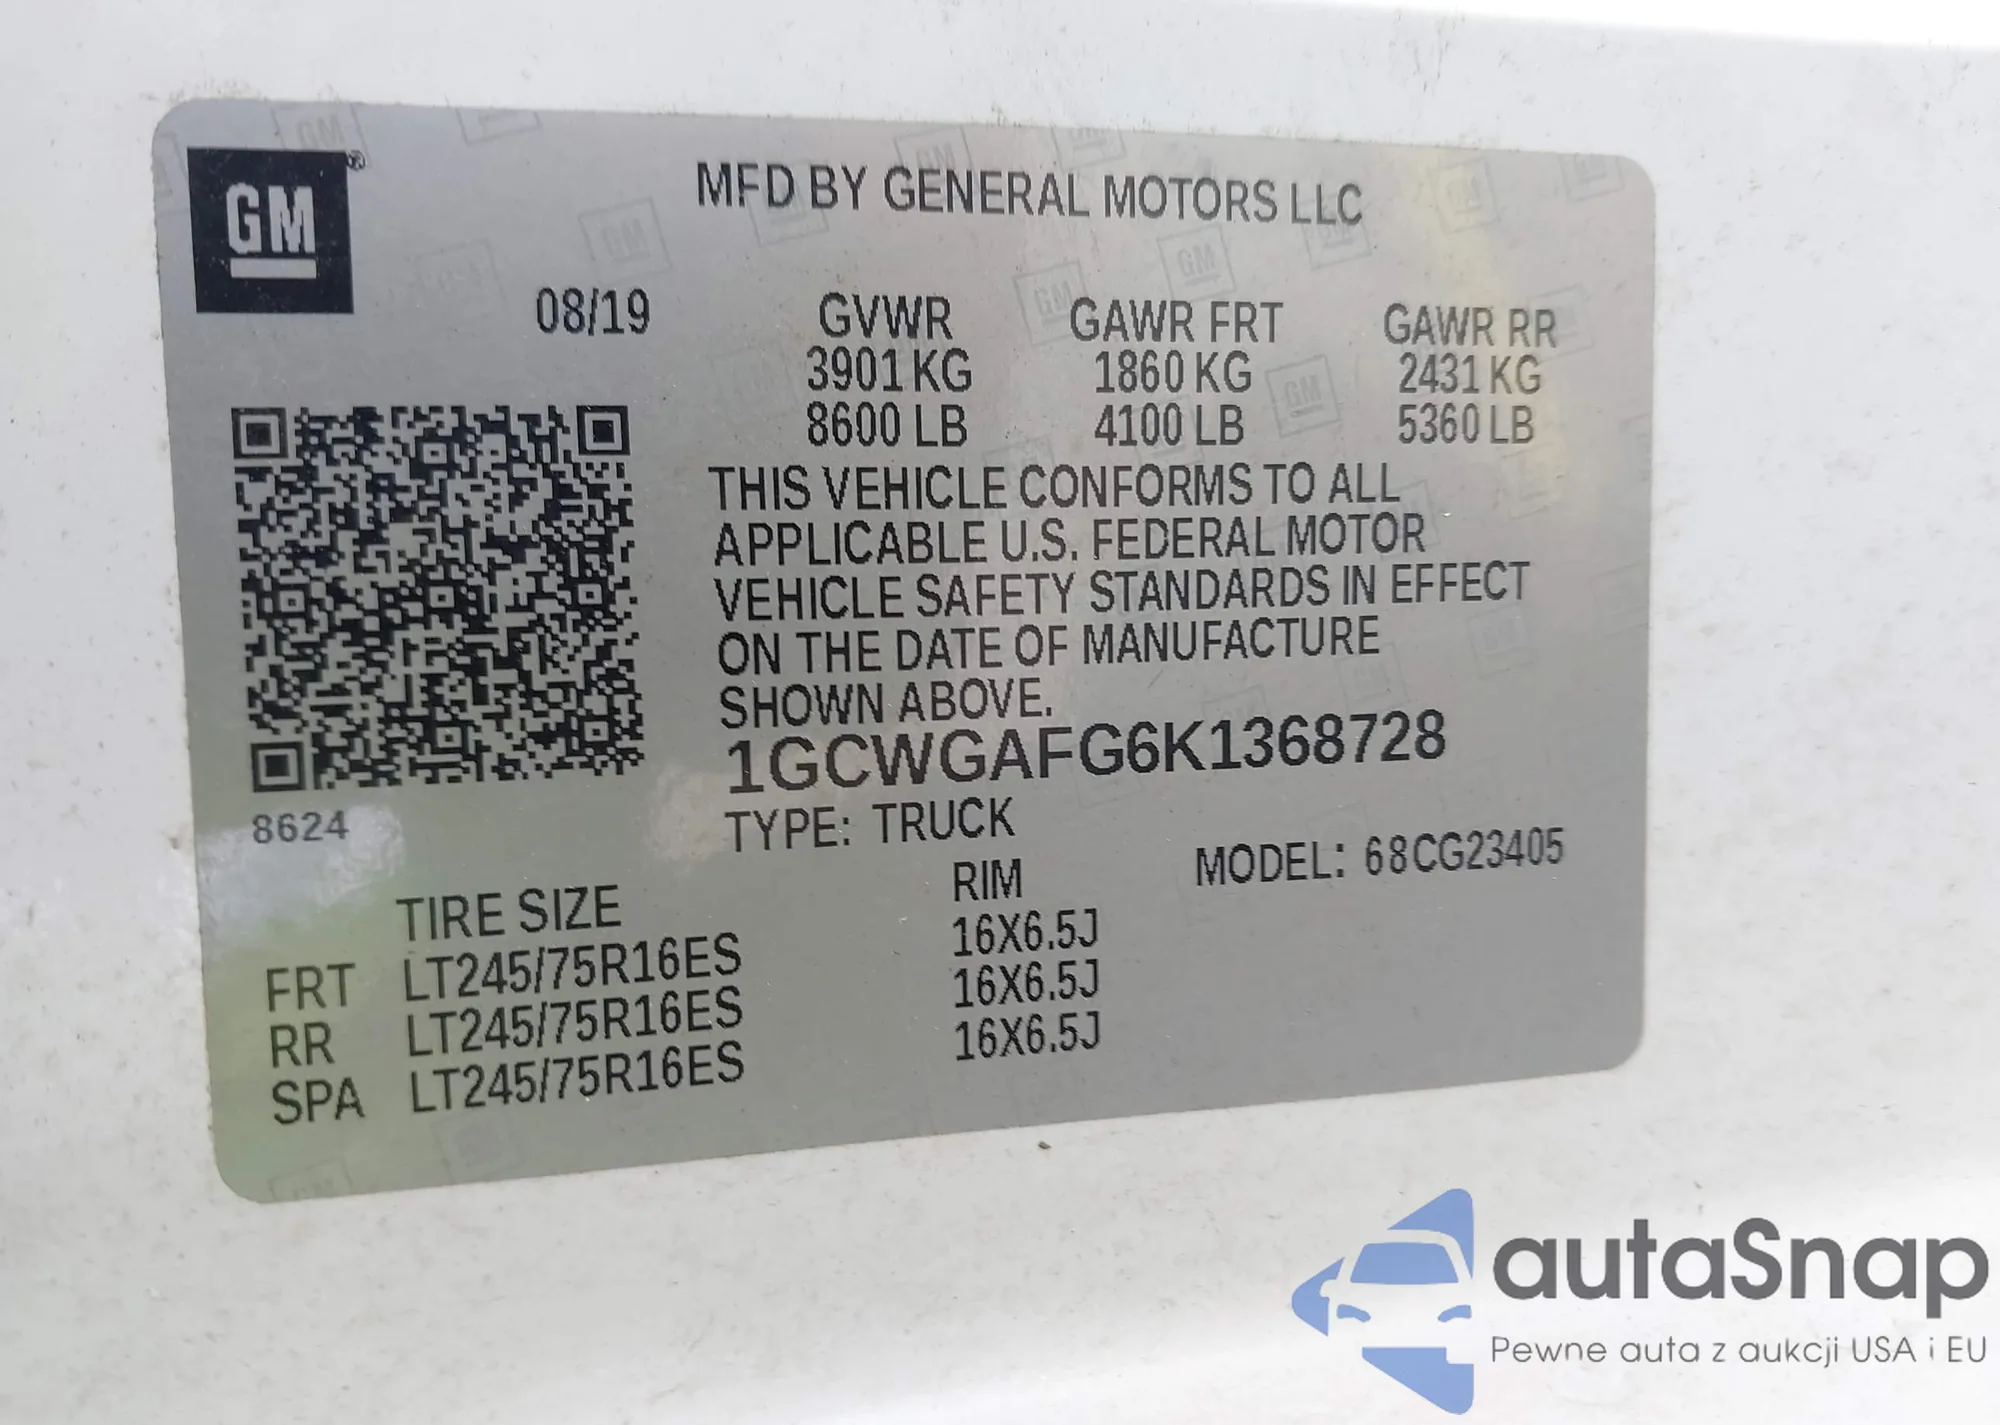 GM
MFD BY GENERAL MOTORS LLC
08/19 GVWR GAWR FRT GAWR RR
3901 KG 1860 KG 2431 KG
8600 LB 4100 LB 5360 LB
THIS VEHICLE CONFORMS TO ALL
APPLICABLE U.S. FEDERAL MOTOR
VEHICLE SAFETY STANDARDS IN EFFECT
ON THE DATE OF MANUFACTURE
SHOWN ABOVE.
1GCWGAFG6K1368728
8624
TYPE: TRUCK
MODEL: 68CG23405
TIRE SIZE RIM
FRT LT245/75R16ES 16X6.5J
RR LT245/75R16ES 16X6.5J
SPA LT245/75R16ES 16X6.5J
autaSnap
Pewne auta z aukcji USA i EU